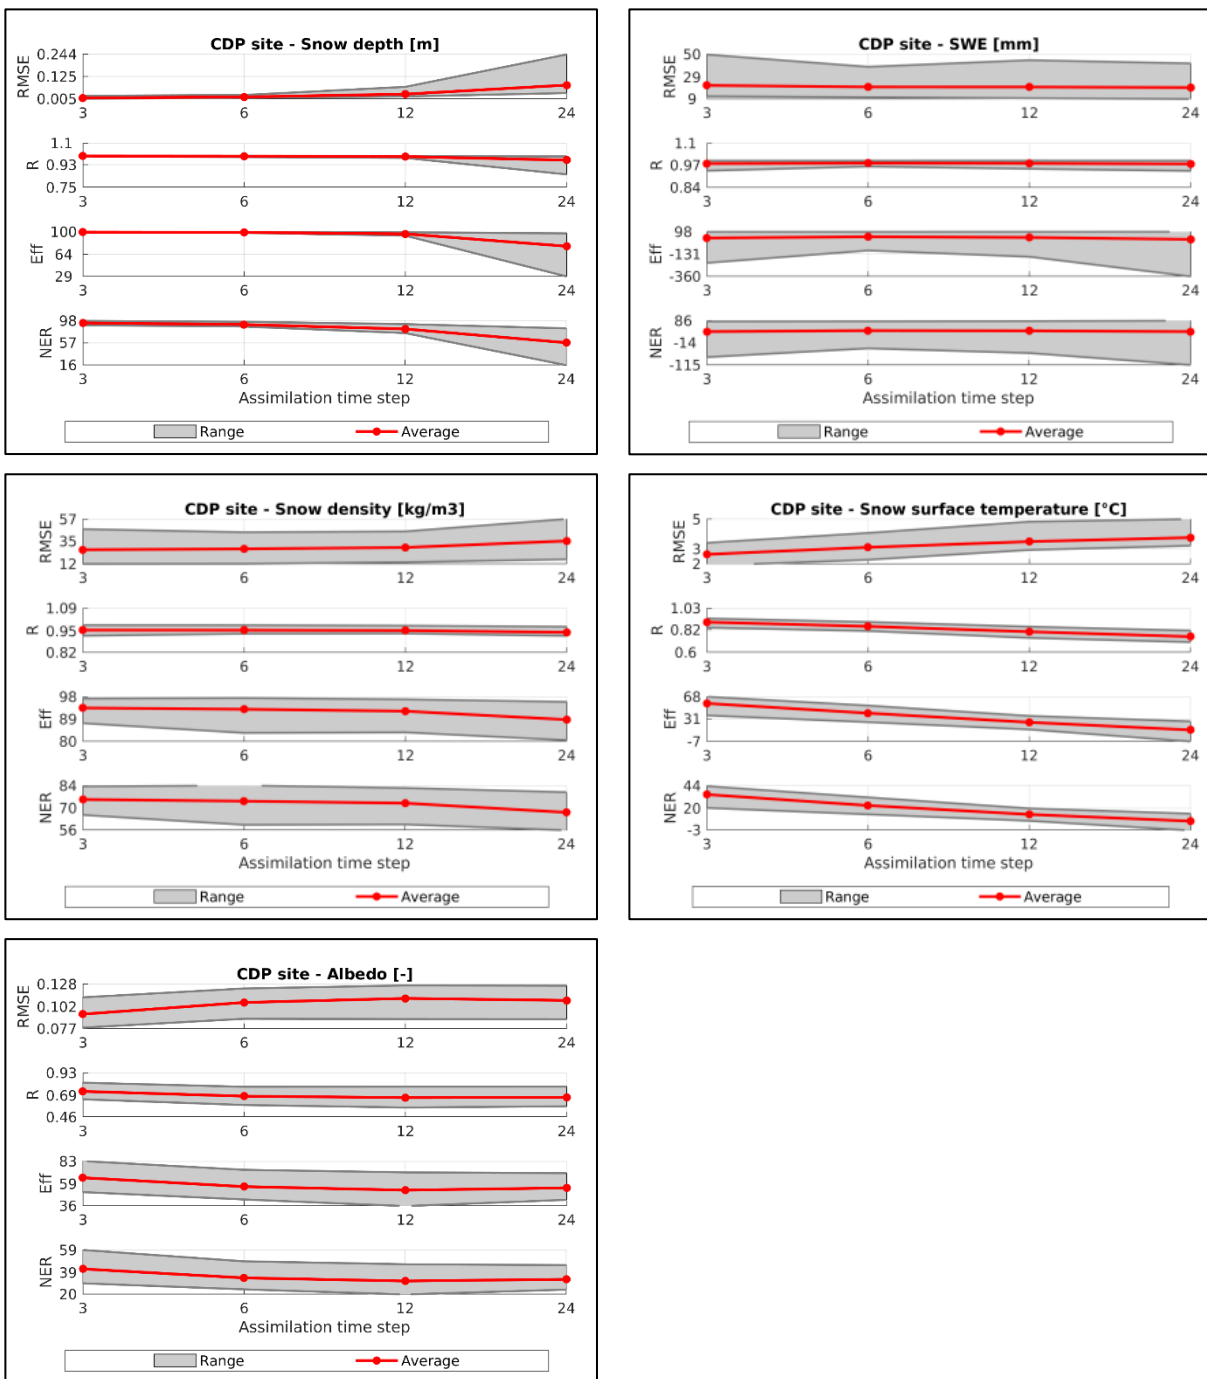 CDP site - Snow depth [m]
RMSE
0.244
0.125
0.005
3 6 12 24
R
1.1
0.93
0.75
3 6 12 24
Eff
100
64
29
3 6 12 24
NER
98
57
16
3 6 12 24
Assimilation time step
Range Average
CDP site - SWE [mm]
RMSE
50
29
9
3 6 12 24
R
1.1
0.97
0.84
3 6 12 24
Eff
98
-131
-360
3 6 12 24
NER
86
-14
-115
3 6 12 24
Assimilation time step
Range Average
CDP site - Snow density [kg/m3]
RMSE
57
35
12
3 6 12 24
R
1.09
0.95
0.82
3 6 12 24
Eff
98
89
80
3 6 12 24
NER
84
70
56
3 6 12 24
Assimilation time step
Range Average
CDP site - Snow surface temperature [°C]
RMSE
5
3
2
3 6 12 24
R
1.03
0.82
0.6
3 6 12 24
Eff
68
31
-7
3 6 12 24
NER
44
20
-3
3 6 12 24
Assimilation time step
Range Average
CDP site - Albedo [-]
RMSE
0.128
0.102
0.077
3 6 12 24
R
0.93
0.69
0.46
3 6 12 24
Eff
83
59
36
3 6 12 24
NER
59
39
20
3 6 12 24
Assimilation time step
Range Average